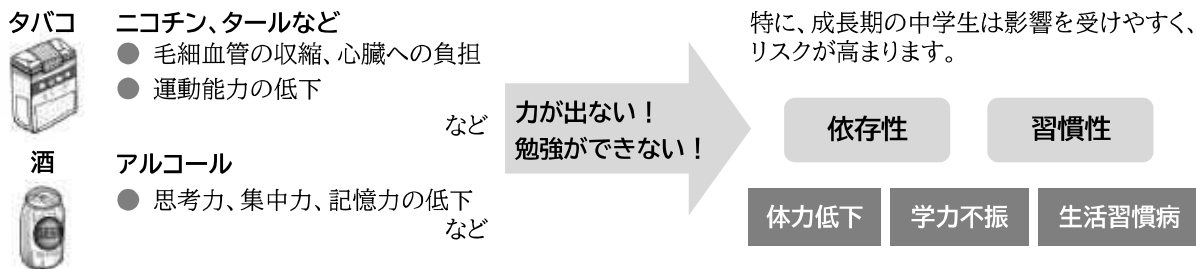 タバコ
ニコチン、タールなど
● 毛細血管の収縮、心臓への負担
● 運動能力の低下
など
酒
アルコール
● 思考力、集中力、記憶力の低下
など
力が出ない！
勉強ができない！
特に、成長期の中学生は影響を受けやすく、
リスクが高まります。
依存性
習慣性
体力低下
学力不振
生活習慣病